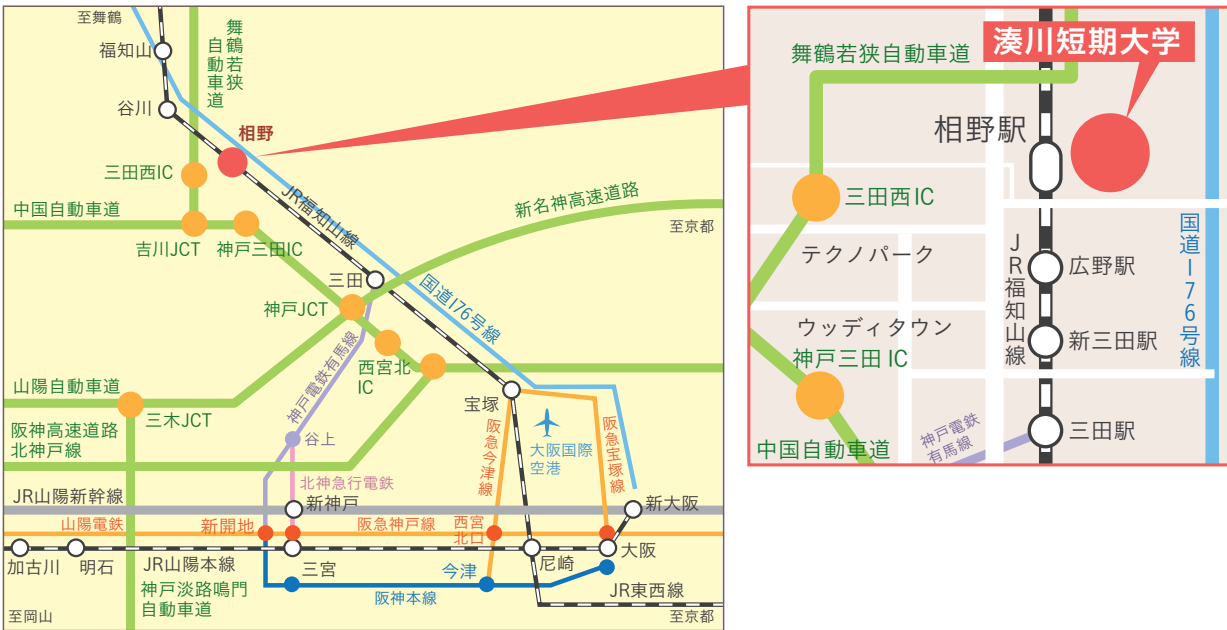 至舞鶴
舞鶴若狭
自動車道
福知山
谷川
相野
三田西IC
中国自動車道
吉川JCT
神戸三田IC
JR福知山線
新名神高速道路
至京都
三田
神戸JCT
国道176号線
神戸電鉄有馬線
西宮北
IC
山陽自動車道
三木JCT
宝塚
阪神高速道路
北神戸線
谷上
阪急今津線
大阪国際
空港
阪急宝塚線
北神急行電鉄
JR山陽新幹線
新神戸
新大阪
山陽電鉄
新開地
阪急神戸線
西宮
北口
加古川
明石
JR山陽本線
三宮
今津
尼崎
大阪
神戸淡路鳴門
自動車道
阪神本線
JR東西線
至岡山
至京都
湊川短期大学
舞鶴若狭自動車道
相野駅
三田西IC
テクノパーク
JR福知山線
広野駅
国道176号線
ウッディタウン
新三田駅
神戸三田IC
神戸電鉄
有馬線
三田駅
中国自動車道